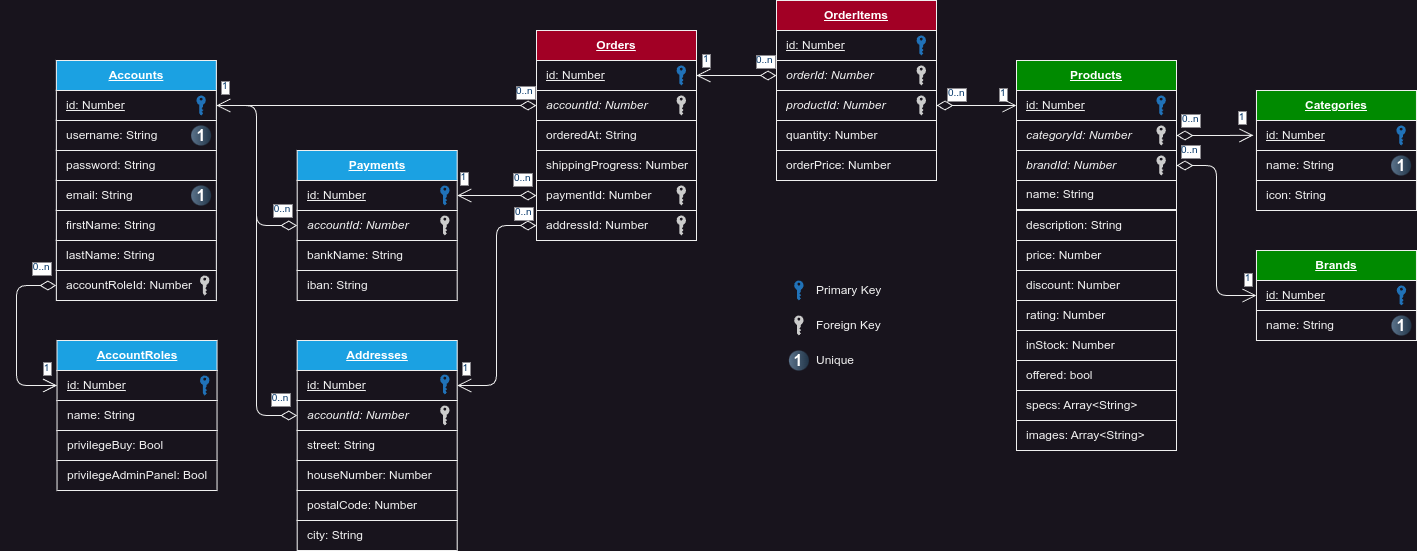 Accounts
id: Number
1
username: String
1
password: String
email: String
1
firstName: String
lastName: String
0..n
accountRoleId: Number
AccountRoles
1
id: Number
name: String
privilegeBuy: Bool
privilegeAdminPanel: Bool
Payments
id: Number
1
0..n
accountId: Number
bankName: String
iban: String
Addresses
id: Number
1
0..n
accountId: Number
street: String
houseNumber: Number
postalCode: Number
city: String
Orders
id: Number
1
0..n
accountId: Number
orderedAt: String
shippingProgress: Number
0..n
paymentId: Number
0..n
addressId: Number
OrderItems
id: Number
0..n
orderId: Number
productId: Number
0..n
quantity: Number
orderPrice: Number
Primary Key
Foreign Key
1
Unique
Products
1
id: Number
categoryId: Number
0..n
brandId: Number
0..n
name: String
description: String
price: Number
discount: Number
rating: Number
inStock: Number
offered: bool
specs: Array<String>
images: Array<String>
Categories
1
id: Number
name: String
1
icon: String
Brands
1
id: Number
name: String
1